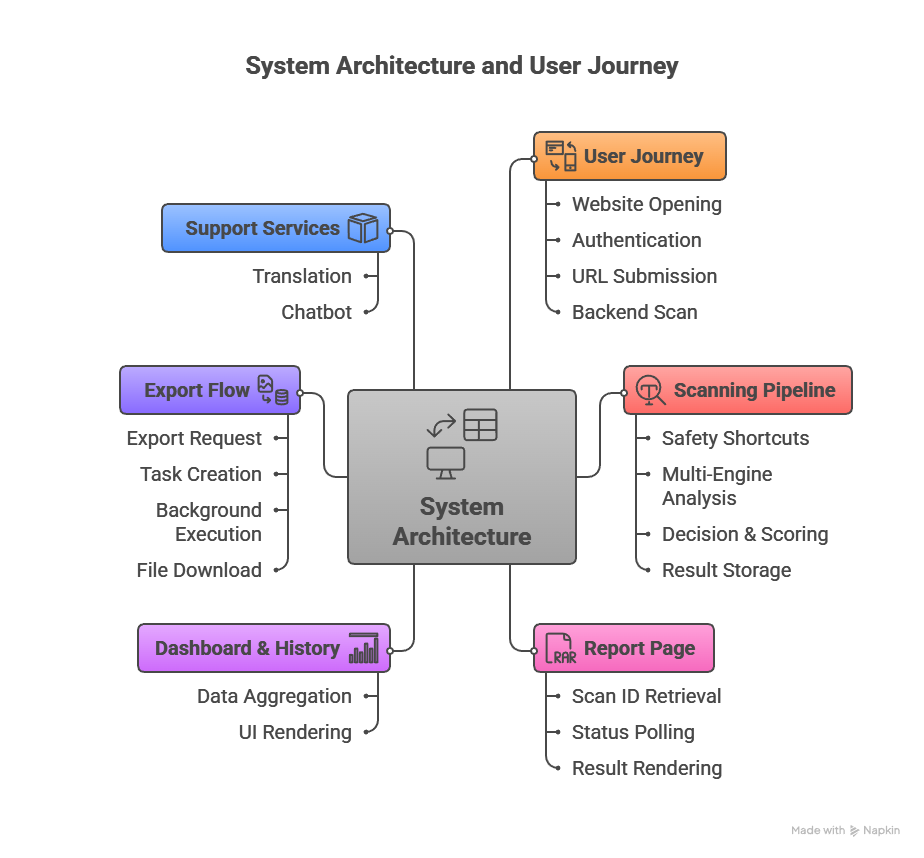 System Architecture and User Journey
User Journey
Website Opening
Authentication
URL Submission
Backend Scan
Support Services
Translation
Chatbot
Export Flow
Export Request
Task Creation
Background
Execution
File Download
System
Architecture
Scanning Pipeline
Safety Shortcuts
Multi-Engine
Analysis
Decision & Scoring
Result Storage
Dashboard & History
Data Aggregation
UI Rendering
RAR
Report Page
Scan ID Retrieval
Status Polling
Result Rendering
Made with Napkin